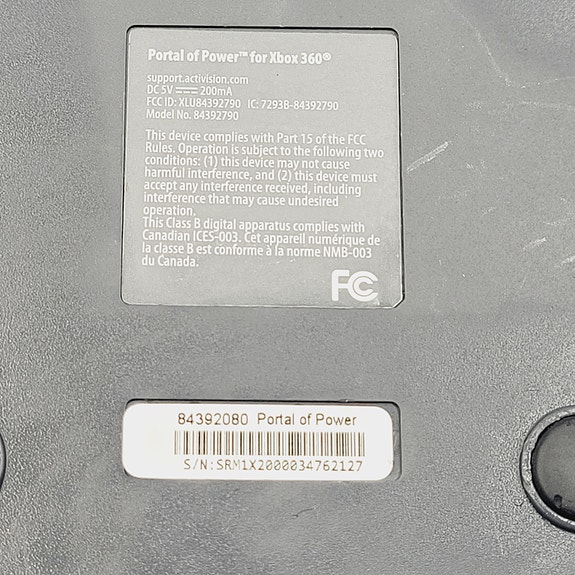 Portal of Power™ for Xbox 360®
support.activision.com
DC 5V ⎓ 200mA
FCC ID: XLU84392790 IC: 7293B-84392790
Model No. 84392790
This device complies with Part 15 of the FCC
Rules. Operation is subject to the following two
conditions: (1) this device may not cause
harmful interference, and (2) this device must
accept any interference received, including
interference that may cause undesired
operation.
This Class B digital apparatus complies with
Canadian ICES-003. Cet appareil numérique de
la classe B est conforme à la norme NMB-003
du Canada.
FC
84392080 Portal of Power
S/N:SRM1X2000034762127